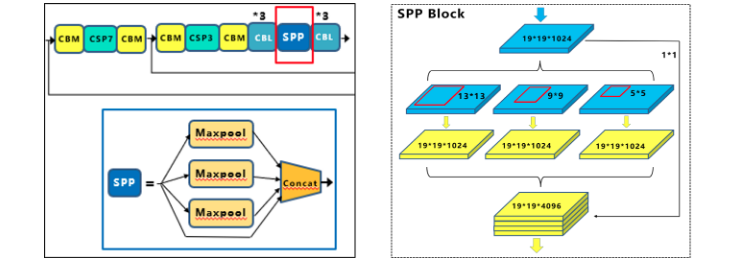 *3 *3
CBM CSP7 CBM CBM CSP3 CBM CBL SPP CBL
Maxpool
Maxpool
SPP =
Maxpool
Concat
SPP Block
19*19*1024
1*1
13*13 9*9 5*5
19*19*1024 19*19*1024 19*19*1024
19*19*4096